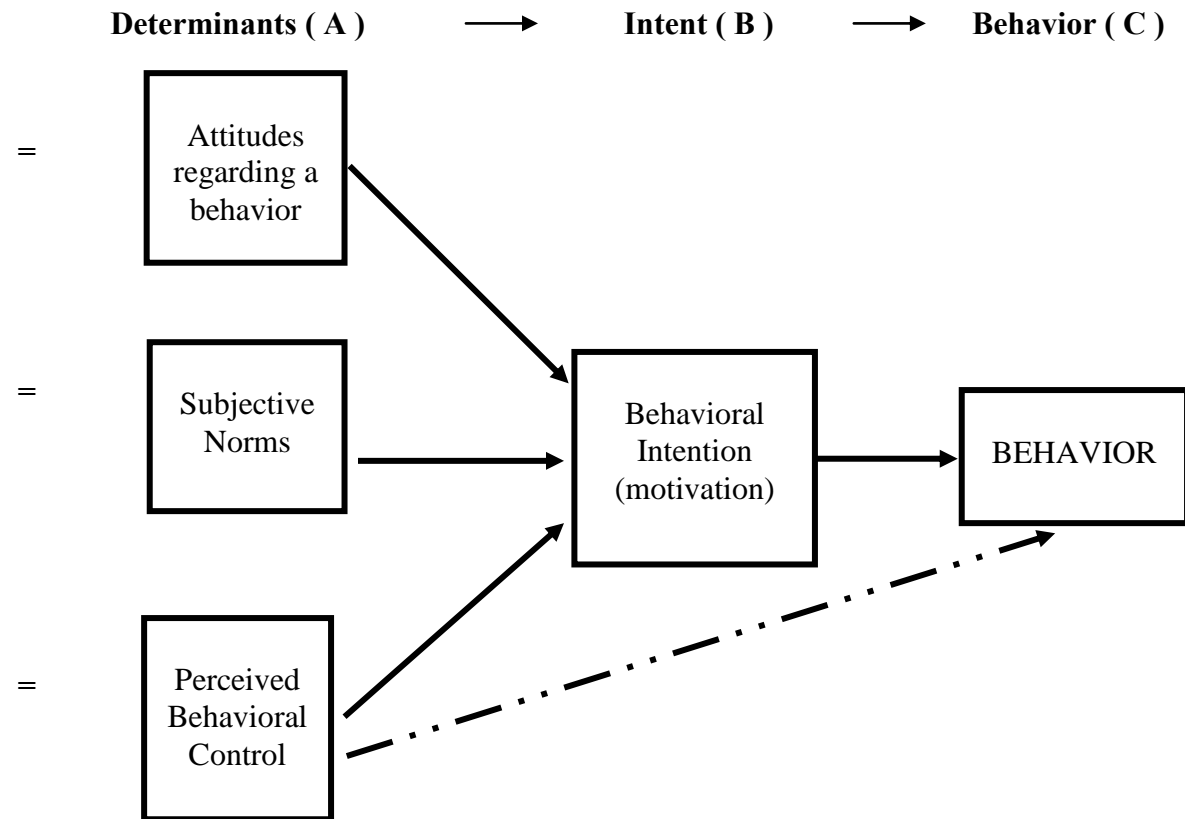 Determinants ( A ) → Intent ( B ) → Behavior ( C )
=
Attitudes
regarding a
behavior
=
Subjective
Norms
Behavioral
Intention
(motivation)
BEHAVIOR
=
Perceived
Behavioral
Control